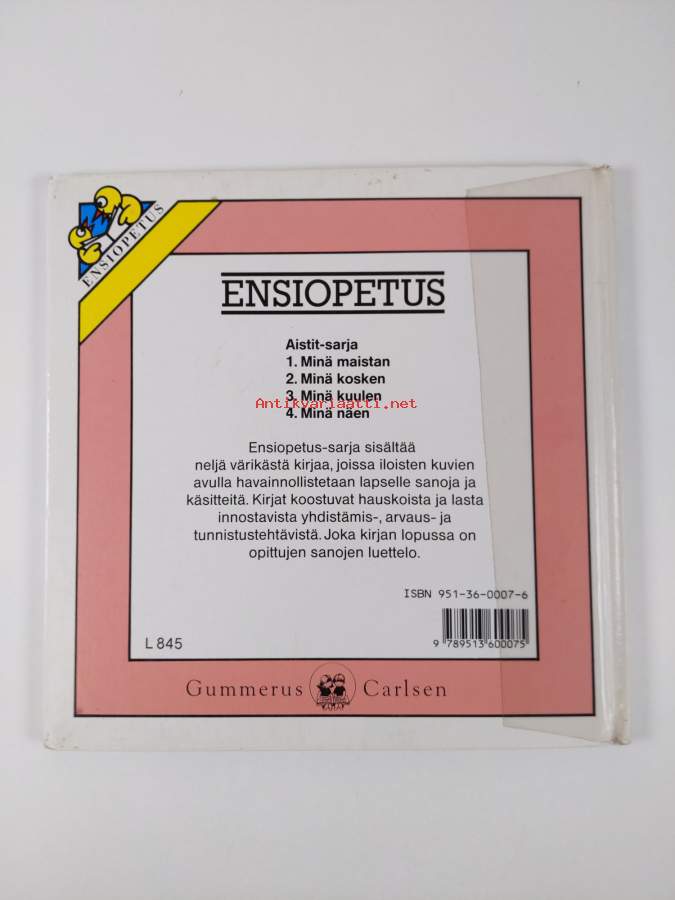 ENSIOPETUS
ENSIOPETUS
Aistit-sarja
1. Minä maistan
2. Minä kosken
3. Minä kuulen
Antikvariaatti.net
4. Minä näen
Ensiopetus-sarja sisältää
neljä värikästä kirjaa, joissa iloisten kuvien
avulla havainnollistetaan lapselle sanoja ja
käsitteitä. Kirjat koostuvat hauskoista ja lasta
innostavista yhdistämis-, arvaus- ja
tunnistustehtävistä. Joka kirjan lopussa on
opittujen sanojen luettelo.
ISBN 951-36-0007-6
L 845
9 789513 600075
Gummerus Carlsen